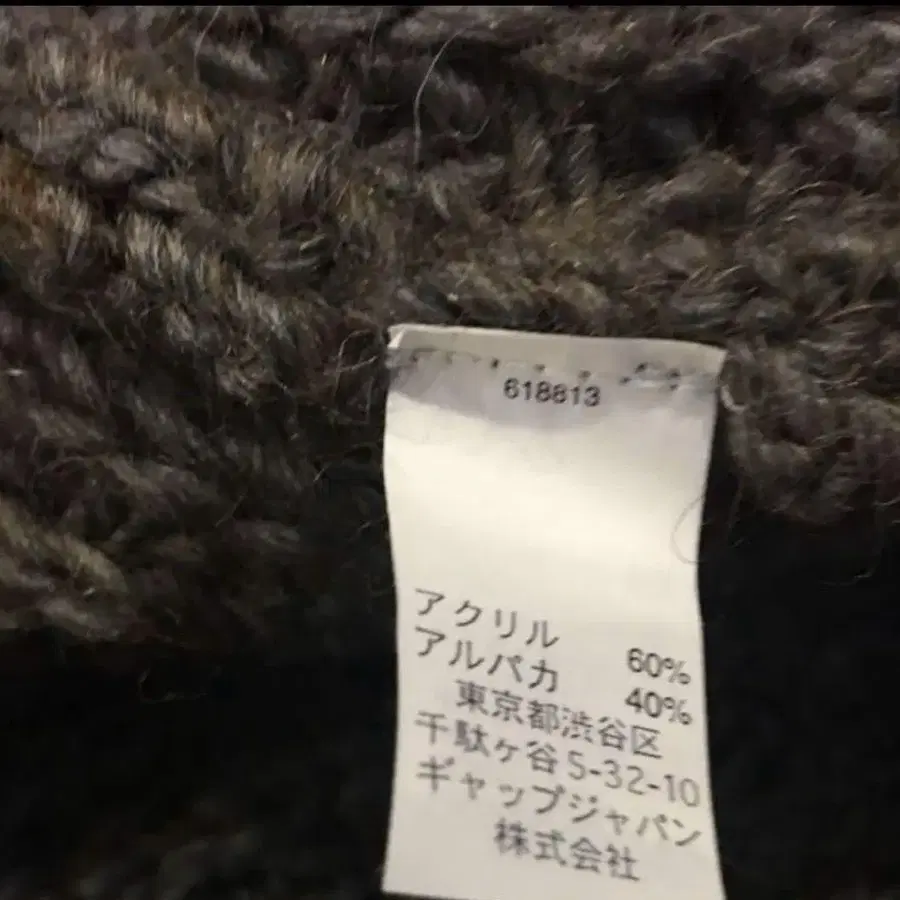 618813
アクリル 60%
アルパカ 40%
東京都渋谷区
千駄ヶ谷5-32-10
ギャップジャパン
株式会社